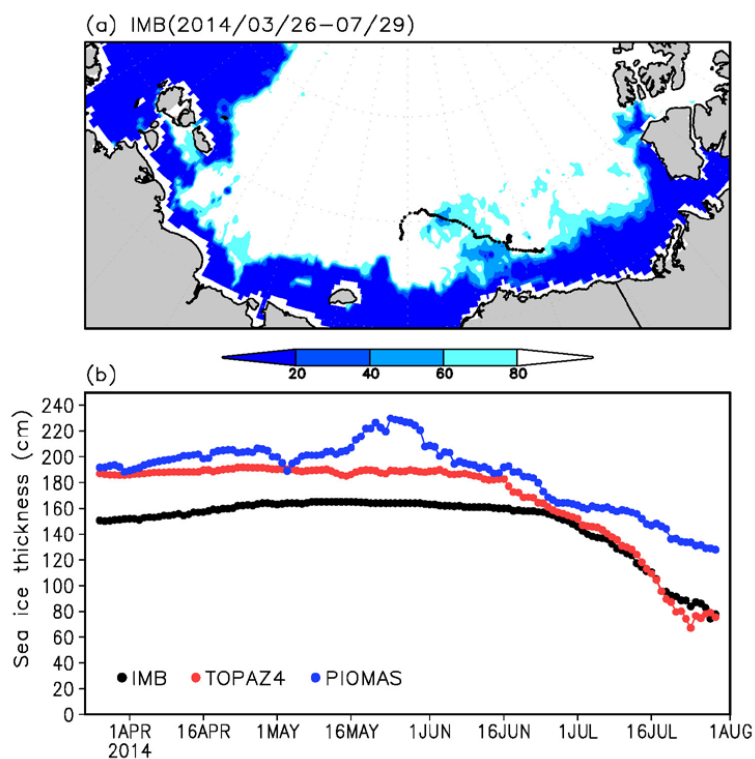 (a) IMB(2014/03/26−07/29)
20 40 60 80
(b)
Sea ice thickness (cm)
240
220
200
180
160
140
120
100
80
60
40
20
0
IMB TOPAZ4 PIOMAS
1APR 16APR 1MAY 16MAY 1JUN 16JUN 1JUL 16JUL 1AUG
2014